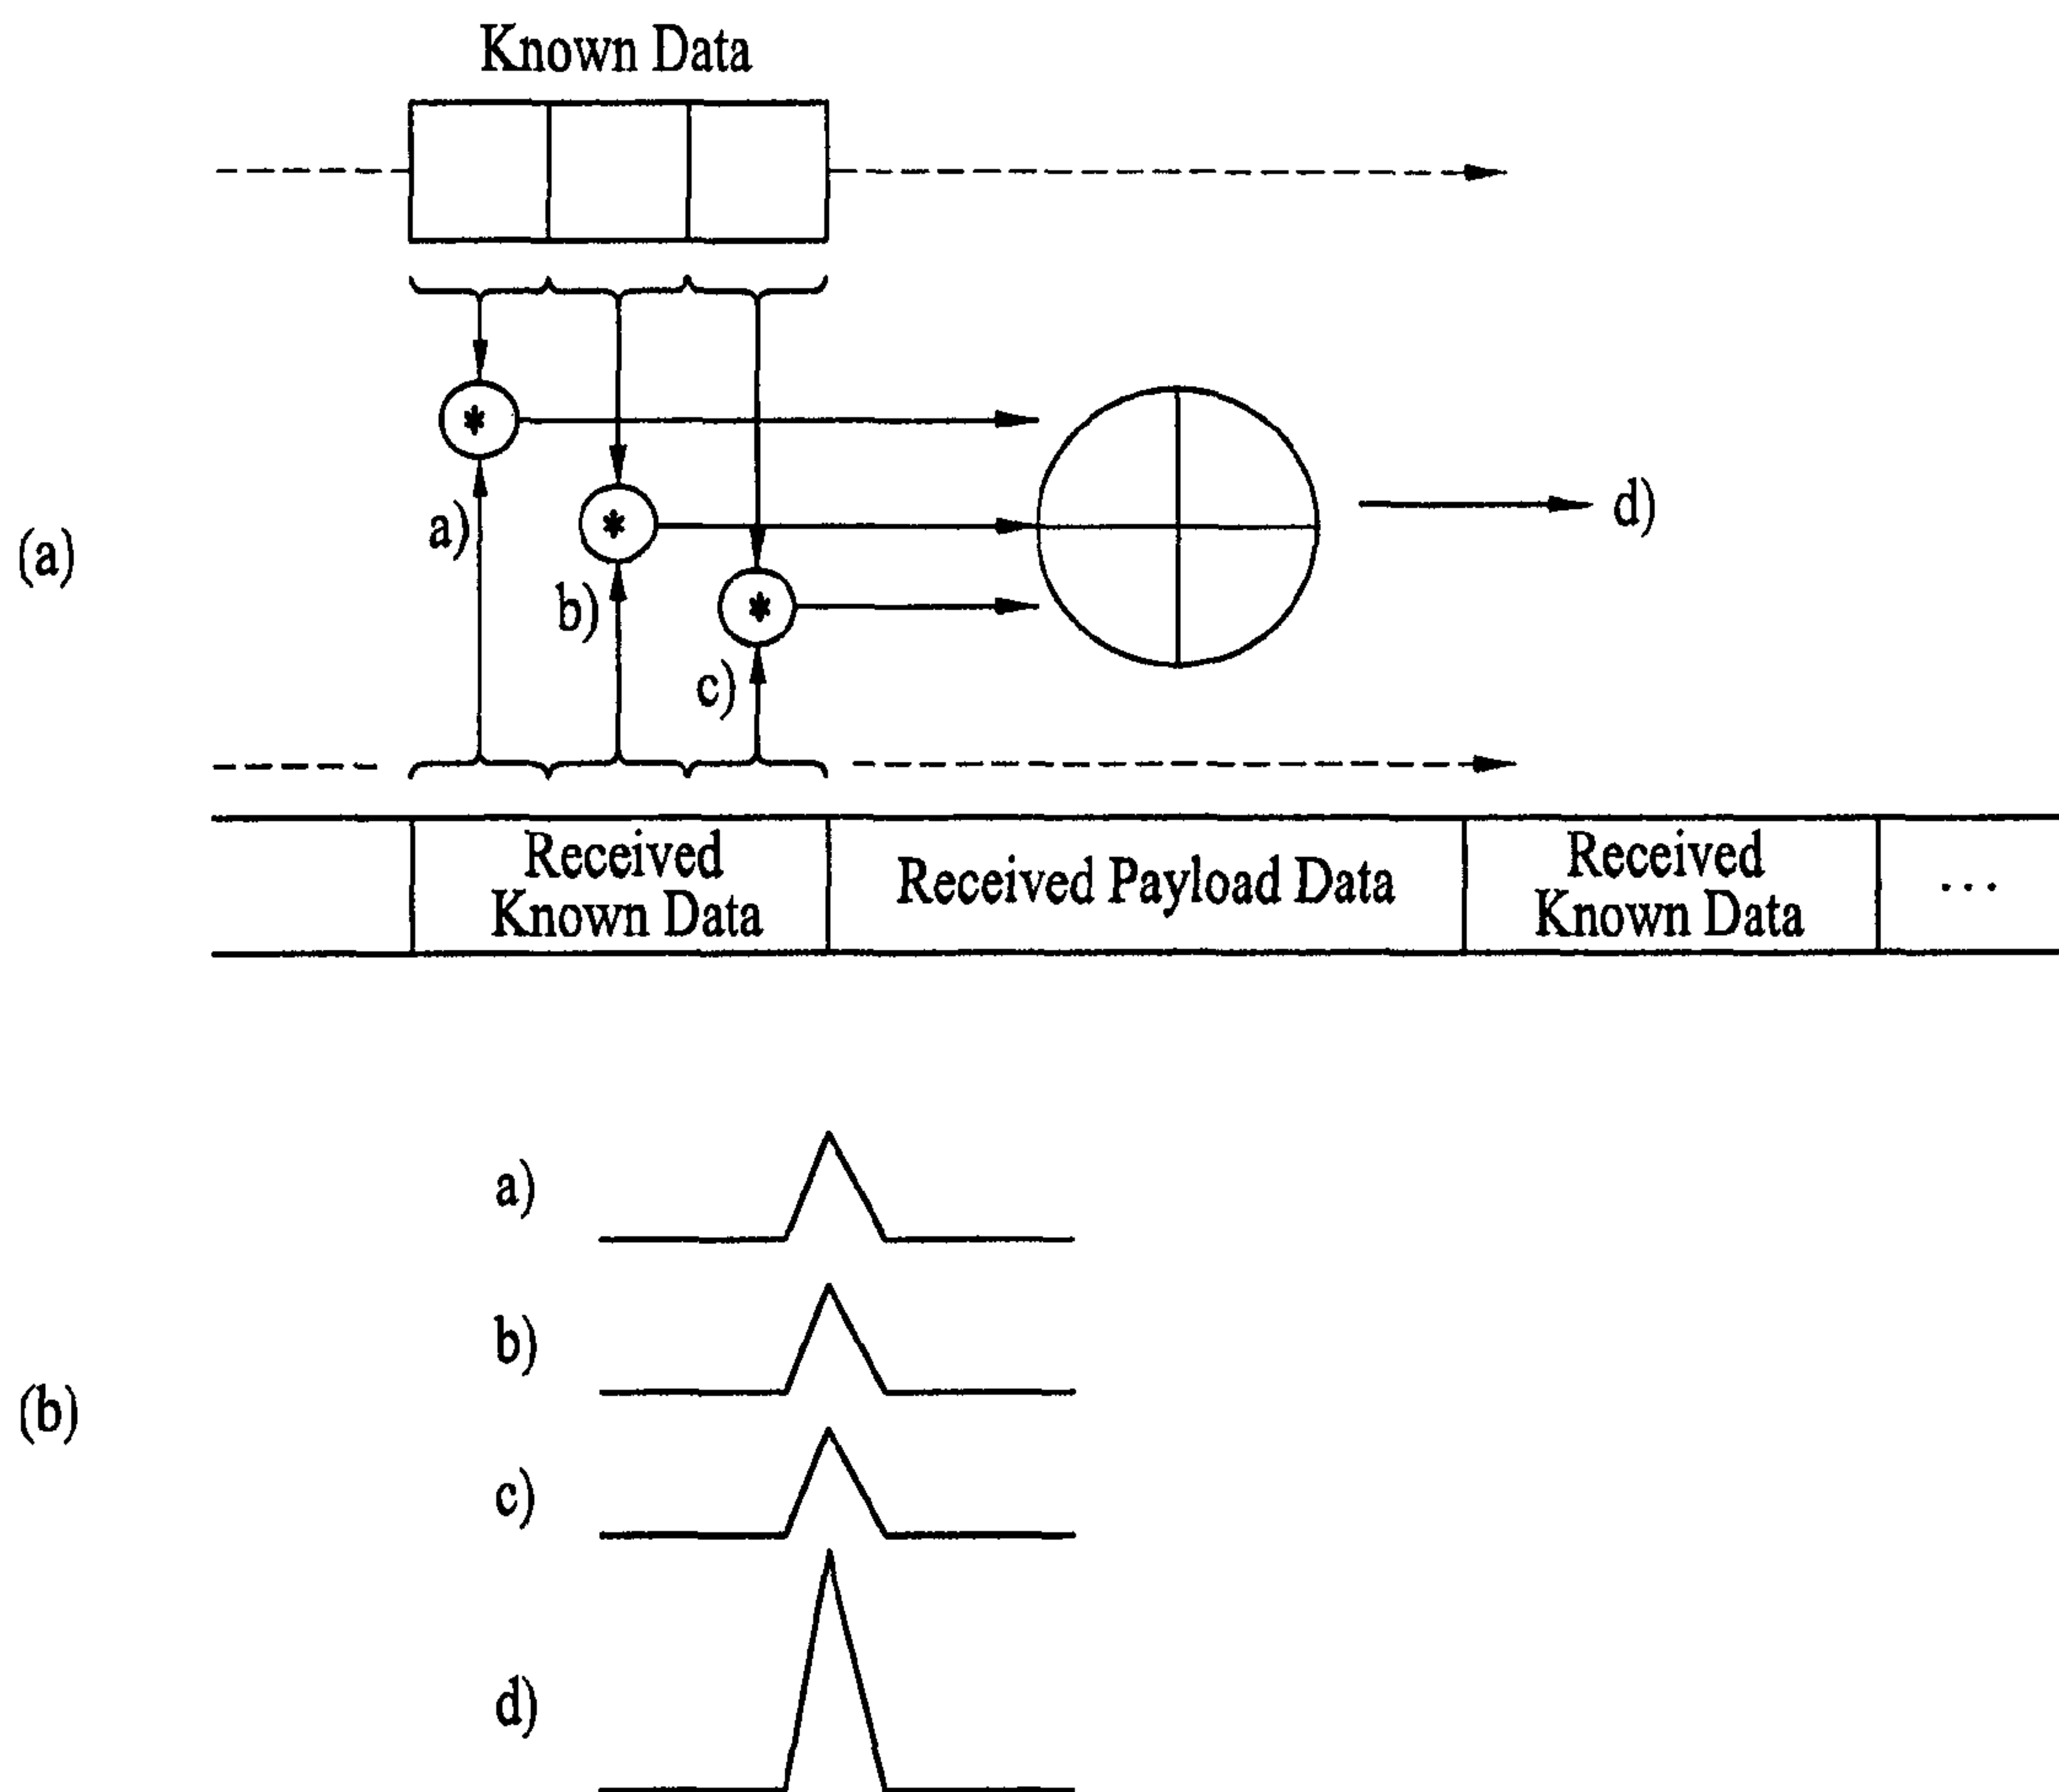 Known Data
*
a)
*
b)
*
c)
d)
(a)
Received
Known Data
Received Payload Data
Received
Known Data
...
a)
b)
c)
d)
(b)